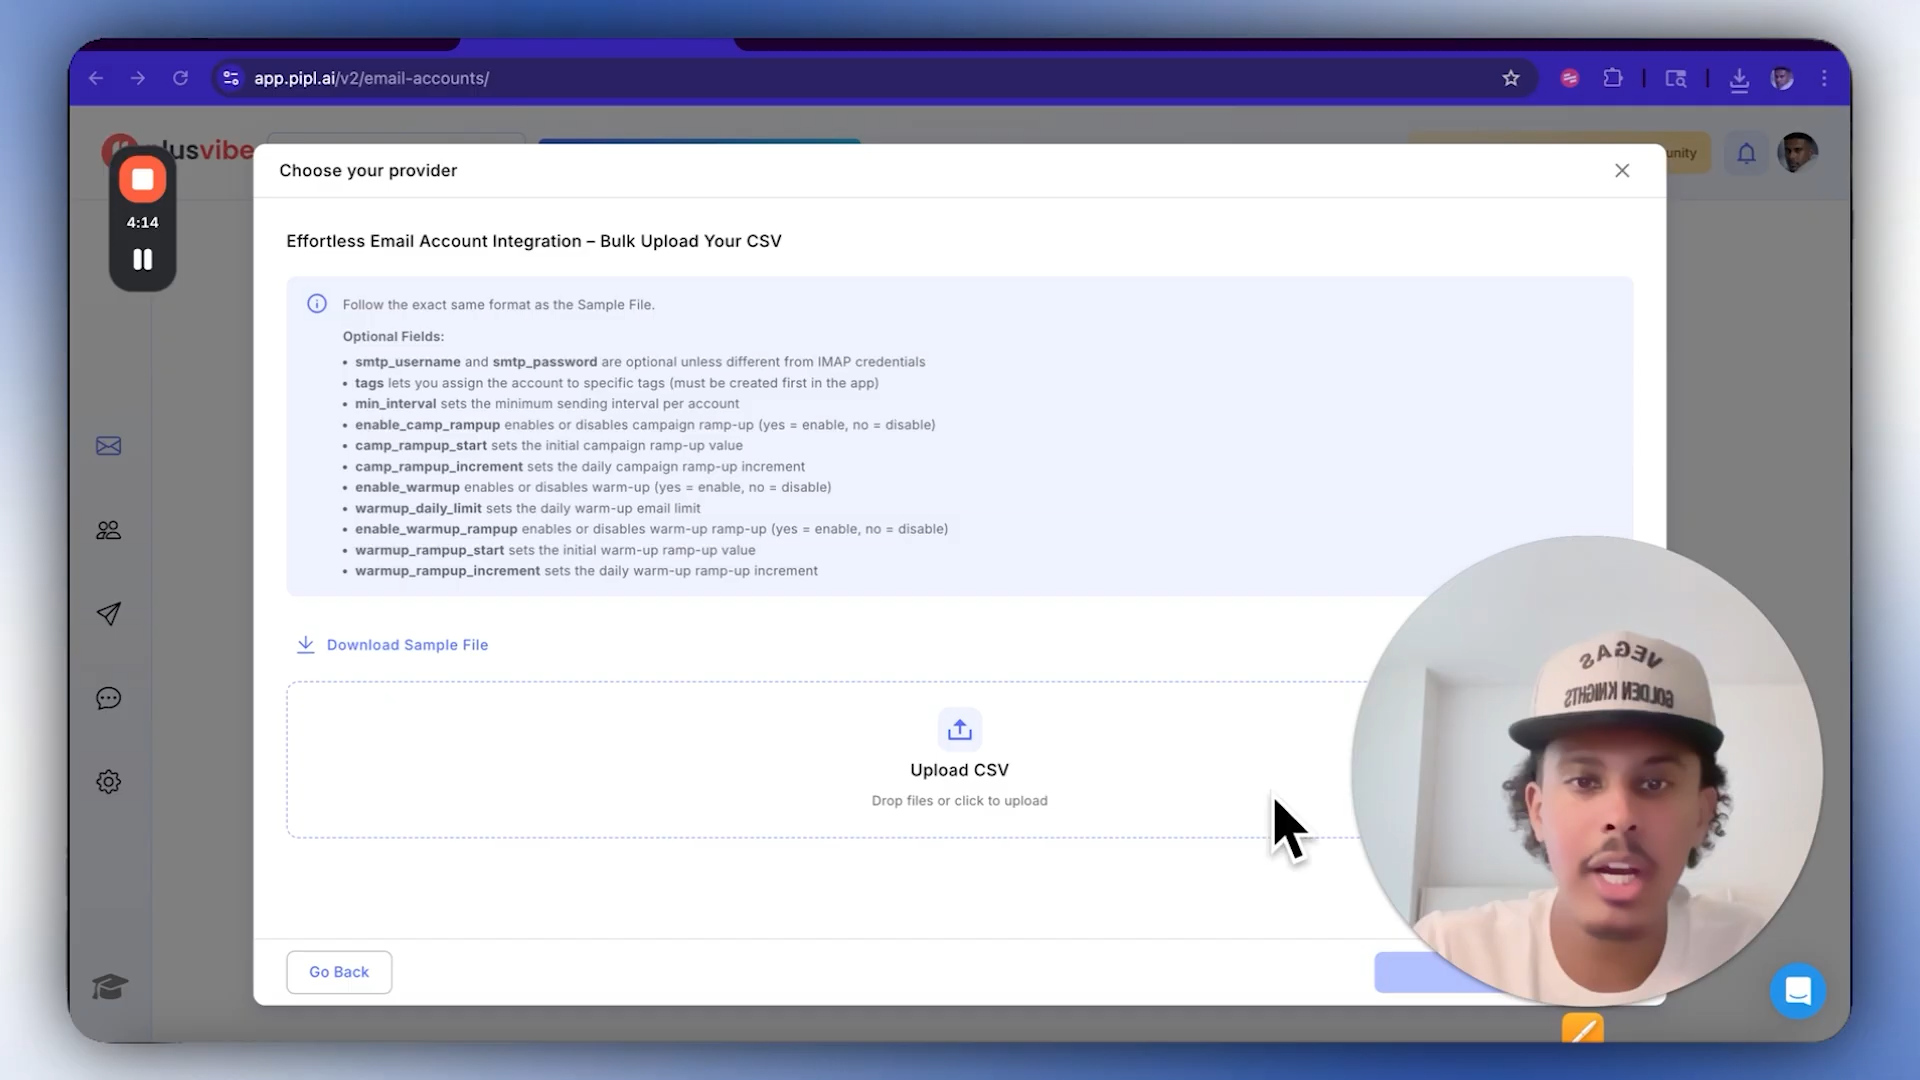 app.pipl.ai/v2/email-accounts/
plusvibe
unity
4:14
Choose your provider
Effortless Email Account Integration – Bulk Upload Your CSV
Follow the exact same format as the Sample File.
Optional Fields:
• smtp_username and smtp_password are optional unless different from IMAP credentials
• tags lets you assign the account to specific tags (must be created first in the app)
• min_interval sets the minimum sending interval per account
• enable_camp_rampup enables or disables campaign ramp-up (yes = enable, no = disable)
• camp_rampup_start sets the initial campaign ramp-up value
• camp_rampup_increment sets the daily campaign ramp-up increment
• enable_warmup enables or disables warm-up (yes = enable, no = disable)
• warmup_daily_limit sets the daily warm-up email limit
• enable_warmup_rampup enables or disables warm-up ramp-up (yes = enable, no = disable)
• warmup_rampup_start sets the initial warm-up ramp-up value
• warmup_rampup_increment sets the daily warm-up ramp-up increment
Download Sample File
Upload CSV
Drop files or click to upload
VEGAS
GOLDEN KNIGHTS
Go Back